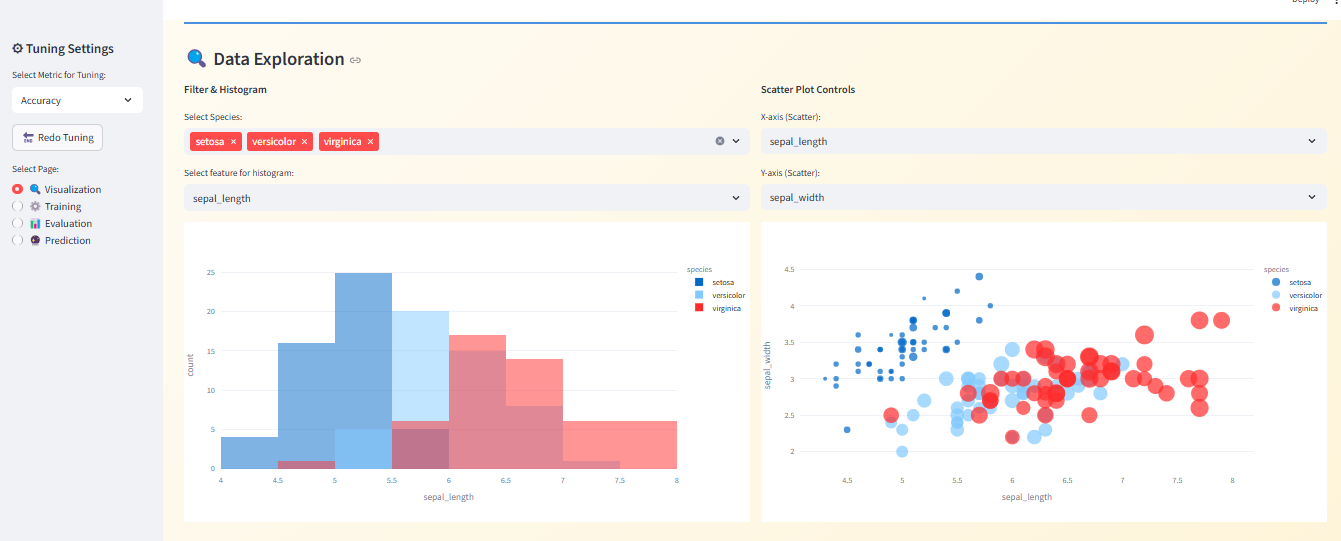 Deploy
Tuning Settings
Select Metric for Tuning:
Accuracy
END
Redo Tuning
Select Page:
Visualization
Training
Evaluation
Prediction
Data Exploration
Filter & Histogram
Select Species:
setosa × versicolor × virginica ×
Select feature for histogram:
sepal_length
Scatter Plot Controls
X-axis (Scatter):
sepal_length
Y-axis (Scatter):
sepal_width
count
25
20
15
10
5
0
4 4.5 5 5.5 6 6.5 7 8
sepal_length
species
setosa
versicolor
virginica
sepal_width
4.5
4
3.5
3
2.5
2
4.5 5 5.5 6 6.5 7 7.5 8
sepal_length
species
setosa
versicolor
virginica